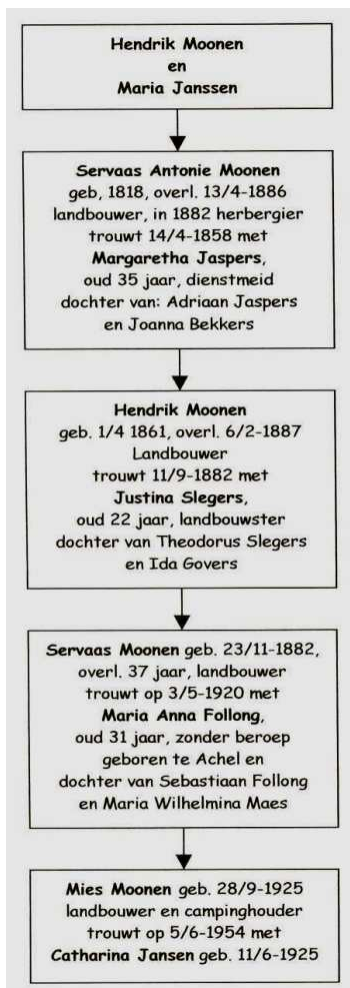 Hendrik Moonen
en
Maria Janssen
Servaas Antonie Moonen
geb, 1818, overl. 13/4-1886
landbouwer, in 1882 herbergier
trouwt 14/4-1858 met
Margaretha Jaspers,
oud 35 jaar, dienstmeid
dochter van: Adriaan Jaspers
en Joanna Bekkers
Hendrik Moonen
geb. 1/4 1861, overl. 6/2-1887
Landbouwer
trouwt 11/9-1882 met
Justina Slegers,
oud 22 jaar, landbouwster
dochter van Theodorus Slegers
en Ida Govers
Servaas Moonen geb. 23/11-1882,
overl. 37 jaar, landbouwer
trouwt op 3/5-1920 met
Maria Anna Follong,
oud 31 jaar, zonder beroep
geboren te Achel en
dochter van Sebastiaan Follong
en Maria Wilhelmina Maes
Mies Moonen geb. 28/9-1925
landbouwer en campinghouder
trouwt op 5/6-1954 met
Catharina Jansen geb. 11/6-1925